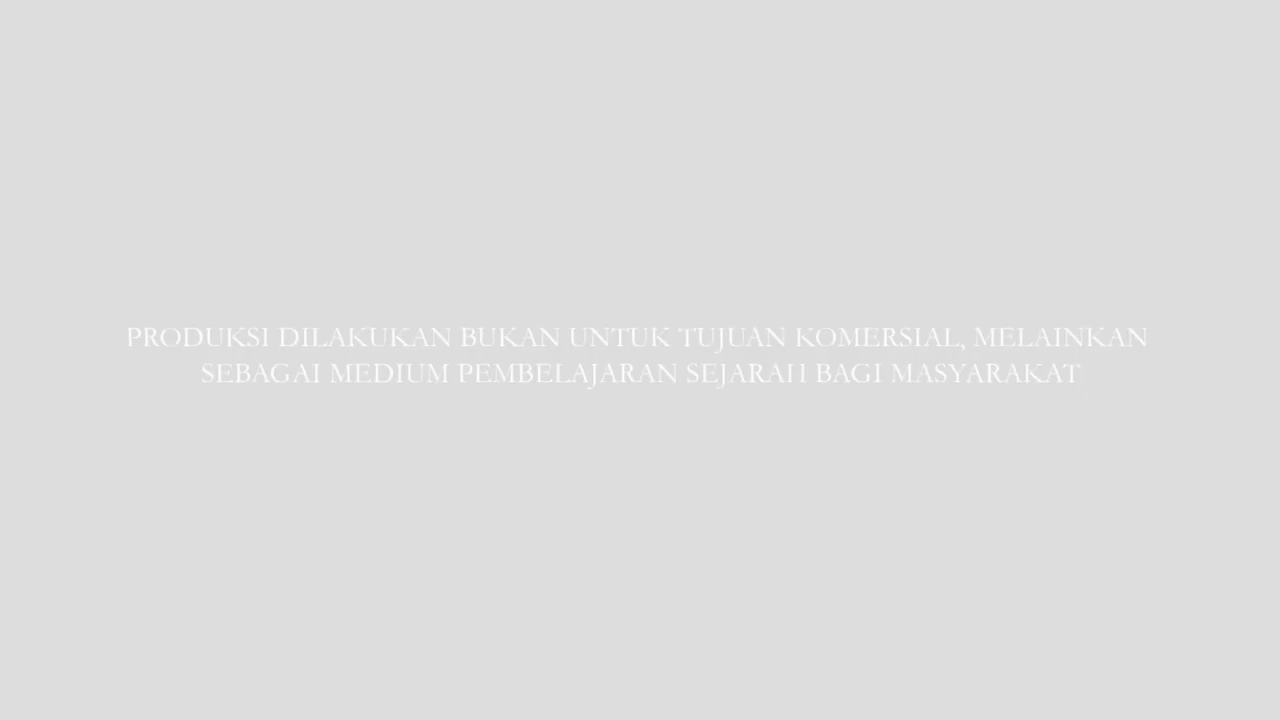 PRODUKSI DILAKUKAN BUKAN UNTUK TUJUAN KOMERSIAL, MELAINKAN
SEBAGAI MEDIUM PEMBELAJARAN SEJARAH BAGI MASYARAKAT